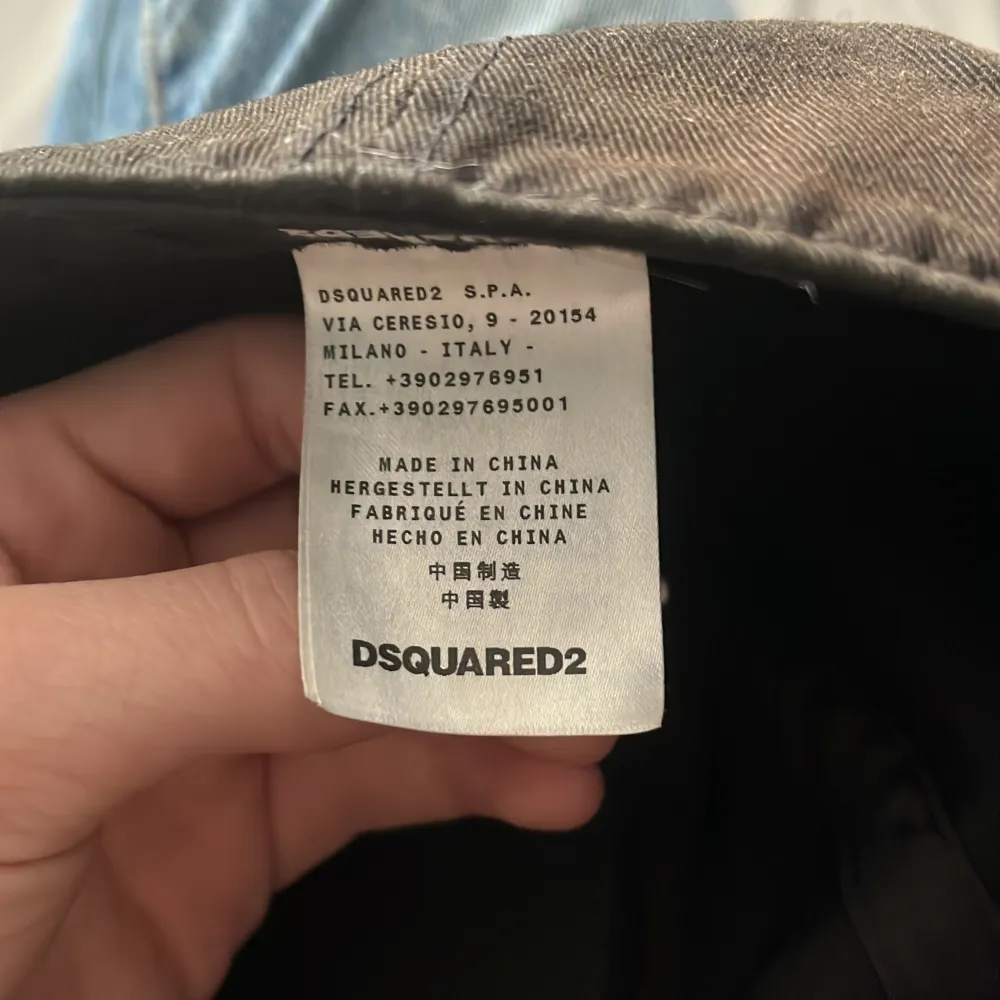 DSQUARED2 S.P.A.
VIA CERESIO, 9 - 20154
MILANO - ITALY -
TEL. +3902976951
FAX.+390297695001
MADE IN CHINA
HERGESTELLT IN CHINA
FABRIQUÉ EN CHINE
HECHO EN CHINA
中国制造
中国製
DSQUARED2